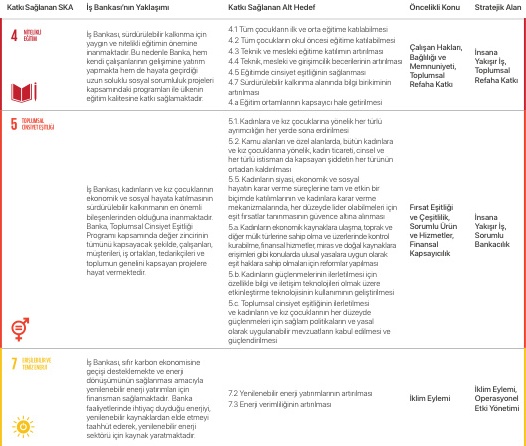 Katkı Sağlanan SKA
İş Bankası'nın Yaklaşımı
Katkı Sağlanan Alt Hedef
Öncelikli Konu
Stratejik Alan
4 NİTELİKLİ
EĞİTİM
İş Bankası, sürdürülebilir kalkınma için
yaygın ve nitelikli eğitimin önemine
inanmaktadır. Bu nedenle Banka, hem
kendi çalışanlarının gelişimine yatırım
yapmakta hem de hayata geçirdiği
uzun soluklu sosyal sorumluluk projeleri
kapsamındaki programları ile ülkenin
eğitim kalitesine katkı sağlamaktadır.
4.1 Tüm çocukların ilk ve orta eğitime katılabilmesi
4.2 Tüm çocukların okul öncesi eğitime katılabilmesi
4.3 Teknik ve mesleki eğitime katılımın artırılması
4.4 Teknik, mesleki ve girişimcilik becerilerinin artırılması
4.5 Eğitimde cinsiyet eşitliğinin sağlanması
4.7 Sürdürülebilir kalkınma alanında bilgi birikiminin
artırılması
4.a Eğitim ortamlarının kapsayıcı hale getirilmesi
Çalışan Hakları,
Bağlılığı ve
Memnuniyeti,
Toplumsal
Refaha Katkı
İnsana
Yakışır İş,
Toplumsal
Refaha Katkı
5 TOPLUMSAL
CİNSİYET EŞİTLİĞİ
İş Bankası, kadınların ve kız çocuklarının
ekonomik ve sosyal hayata katılmasının
sürdürülebilir kalkınmanın en önemli
bileşenlerinden olduğuna inanmaktadır.
Banka, Toplumsal Cinsiyet Eşitliği
Programı kapsamında değer zincirinin
tümünü kapsayacak şekilde, çalışanları,
müşterileri, iş ortakları, tedarikçileri ve
toplumun genelini kapsayan projelere
hayat vermektedir.
5.1. Kadınlara ve kız çocuklarına yönelik her türlü
ayrımcılığın her yerde sona erdirilmesi
5.2. Kamu alanları ve özel alanlarda, bütün kadınlara
ve kız çocuklarına yönelik, kadın ticareti, cinsel ve
her türlü istismarı da kapsayan şiddetin her türünün
ortadan kaldırılması
5.5. Kadınların siyasi, ekonomik ve sosyal
hayatın karar verme süreçlerine tam ve etkin bir
biçimde katılımlarının ve kadınlara karar verme
mekanizmalarında, her düzeyde lider olabilmeleri için
eşit fırsatlar tanınmasının güvence altına alınması
5.a. Kadınların ekonomik kaynaklara ulaşma, toprak ve
diğer mülk türlerine sahip olma ve üzerlerinde kontrol
kurabilme, finansal hizmetler, miras ve doğal kaynaklara
erişimleri gibi konularda ulusal yasalara uygun olarak
eşit haklara sahip olmaları için reformlar yapılması
5.b. Kadınların güçlenmelerinin ilerletilmesi için
özellikle bilgi ve iletişim teknolojileri olmak üzere
etkinleştirme teknolojisinin kullanımının geliştirilmesi
5.c. Toplumsal cinsiyet eşitliğinin ilerletilmesi
ve kadınların ve kız çocuklarının her düzeyde
güçlenmeleri için sağlam politikaların ve yasal
olarak uygulanabilir mevzuatların kabul edilmesi ve
güçlendirilmesi
Fırsat Eşitliği
ve Çeşitlilik,
Sorumlu Ürün
ve Hizmetler,
Finansal
Kapsayıcılık
İnsana
Yakışır İş,
Sorumlu
Bankacılık
7 ERİŞİLEBİLİR VE
TEMİZ ENERJİ
İş Bankası, sıfır karbon ekonomisine
geçişi desteklemekte ve enerji
dönüşümünün sağlanması amacıyla
yenilenebilir enerji yatırımları için
finansman sağlamaktadır. Banka
faaliyetlerinde ihtiyaç duyduğu enerjiyi,
yenilenebilir kaynaklardan elde etmeyi
taahhüt ederek, yenilenebilir enerji
sektörü için kaynak yaratmaktadır.
7.2 Yenilenebilir enerji yatırımlarının artırılması
7.3 Enerji verimliliğinin artırılması
İklim Eylemi
İklim Eylemi,
Operasyonel
Etki Yönetimi